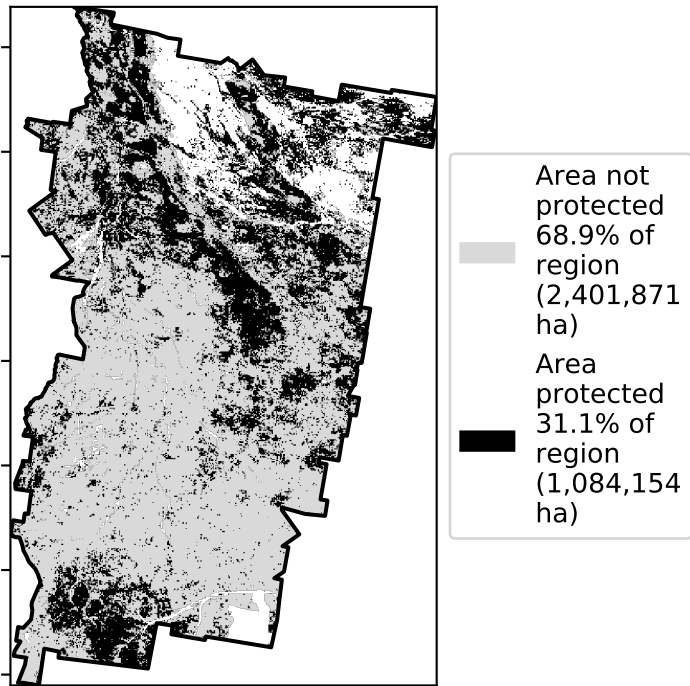 Area not
protected
68.9% of
region
(2,401,871
ha)
Area
protected
31.1% of
region
(1,084,154
ha)